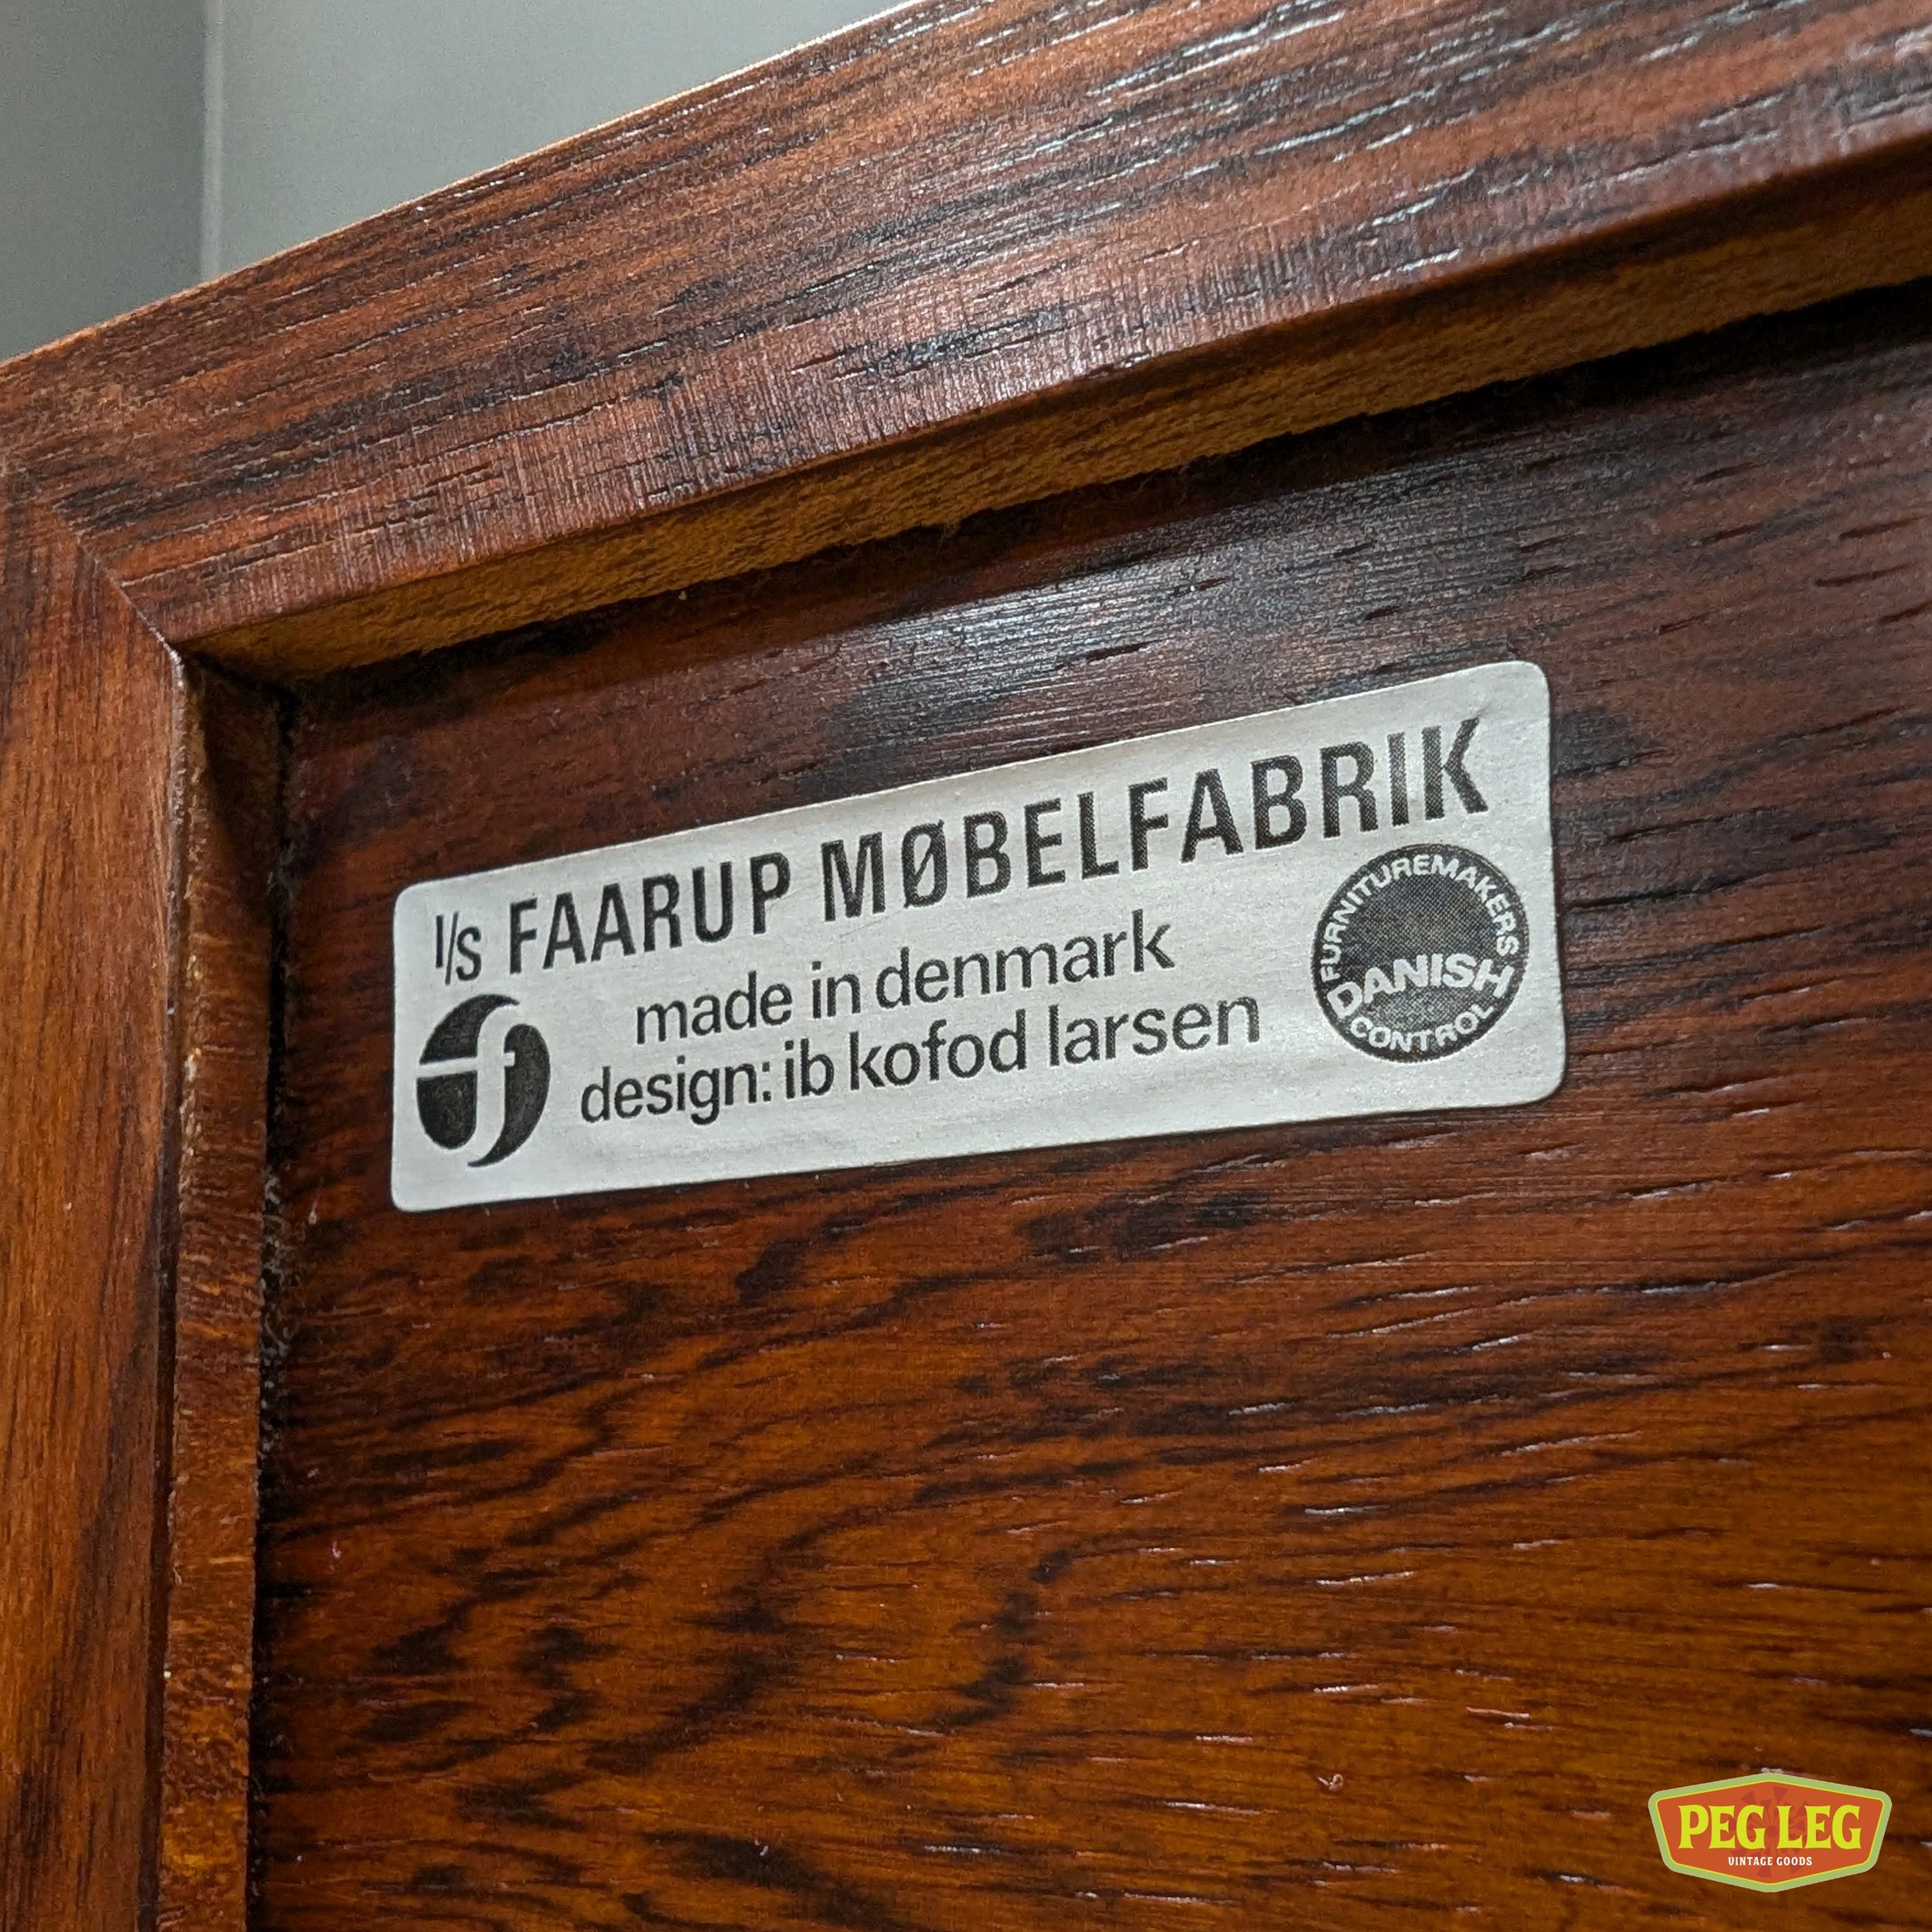 I/S FAARUP MØBELFABRIK
made in denmark
design: ib kofod larsen
f
FURNITUREMAKERS
DANISH
CONTROL
PEG LEG
VINTAGE GOODS